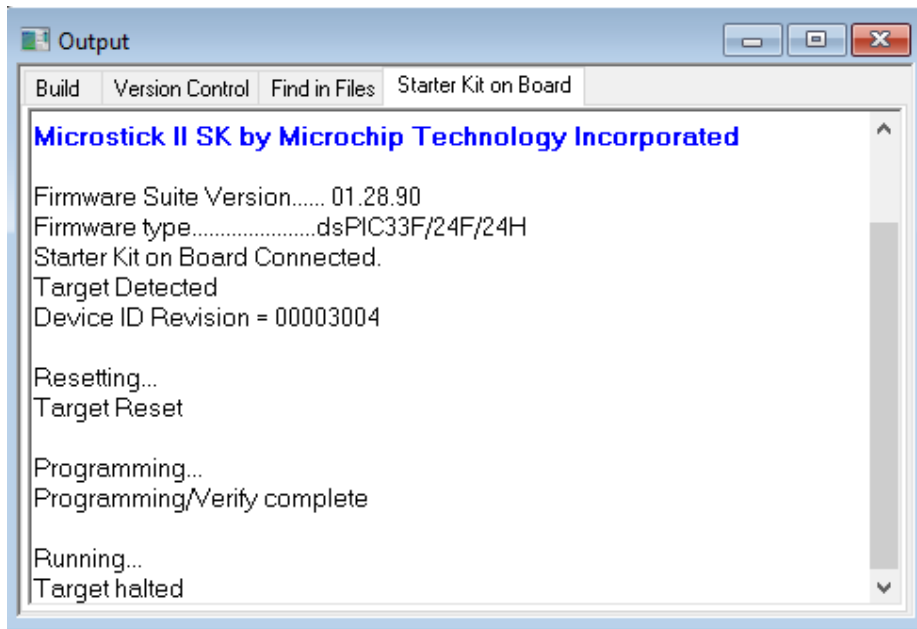 Output
Build Version Control Find in Files Starter Kit on Board
Microstick II SK by Microchip Technology Incorporated
Firmware Suite Version...... 01.28.90
Firmware type......................dsPIC33F/24F/24H
Starter Kit on Board Connected.
Target Detected
Device ID Revision = 00003004
Resetting...
Target Reset
Programming...
Programming/Verify complete
Running...
Target halted